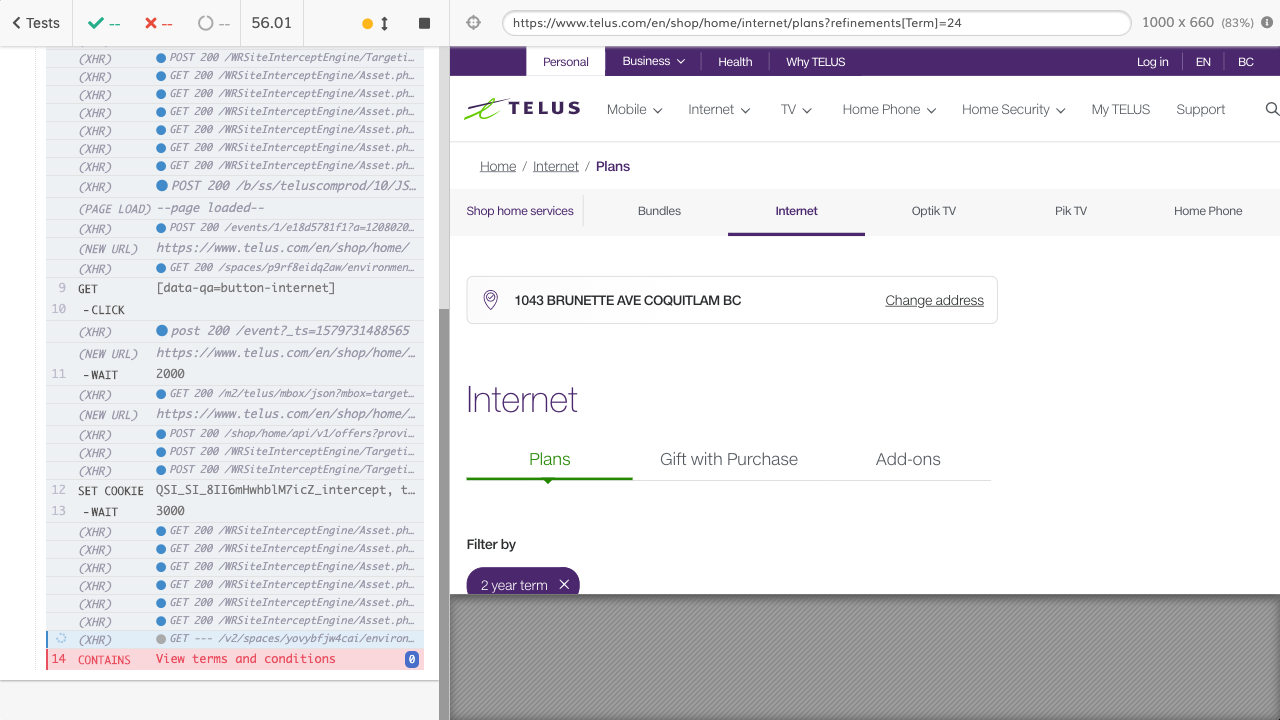 Tests
--
--
--
56.01
https://www.telus.com/en/shop/home/internet/plans?refinements[Term]=24
1000 x 660 (83%)
(XHR) POST 200 /WRSiteInterceptEngine/Targeti…
(XHR) GET 200 /WRSiteInterceptEngine/Asset.ph…
(XHR) GET 200 /WRSiteInterceptEngine/Asset.ph…
(XHR) GET 200 /WRSiteInterceptEngine/Asset.ph…
(XHR) GET 200 /WRSiteInterceptEngine/Asset.ph…
(XHR) GET 200 /WRSiteInterceptEngine/Asset.ph…
(XHR) GET 200 /WRSiteInterceptEngine/Asset.ph…
(XHR) POST 200 /b/ss/teluscomprod/10/JS…
(PAGE LOAD) --page loaded--
(XHR) POST 200 /events/1/e18d5781f1?a=1208020…
(NEW URL) https://www.telus.com/en/shop/home/
(XHR) GET 200 /spaces/p9rf8eidq2aw/environmen…
9 GET [data-qa=button-internet]
10 -CLICK
(XHR) post 200 /event?_ts=1579731488565
(NEW URL) https://www.telus.com/en/shop/home/…
11 -WAIT 2000
(XHR) GET 200 /m2/telus/mbox/json?mbox=target…
(NEW URL) https://www.telus.com/en/shop/home/…
(XHR) POST 200 /shop/home/api/v1/offers?provi…
(XHR) POST 200 /WRSiteInterceptEngine/Targeti…
(XHR) POST 200 /WRSiteInterceptEngine/Targeti…
12 SET COOKIE QSI_SI_8II6mHwhblM7icZ_intercept, t…
13 -WAIT 3000
(XHR) GET 200 /WRSiteInterceptEngine/Asset.ph…
(XHR) GET 200 /WRSiteInterceptEngine/Asset.ph…
(XHR) GET 200 /WRSiteInterceptEngine/Asset.ph…
(XHR) GET 200 /WRSiteInterceptEngine/Asset.ph…
(XHR) GET 200 /WRSiteInterceptEngine/Asset.ph…
(XHR) GET 200 /WRSiteInterceptEngine/Asset.ph…
(XHR) GET --- /v2/spaces/yovybfjw4cai/environ…
14 CONTAINS View terms and conditions 0
Personal Business Health Why TELUS Log in EN BC
TELUS Mobile Internet TV Home Phone Home Security My TELUS Support
Home / Internet / Plans
Shop home services Bundles Internet Optik TV Pik TV Home Phone
1043 BRUNETTE AVE COQUITLAM BC Change address
Internet
Plans Gift with Purchase Add-ons
Filter by
2 year term